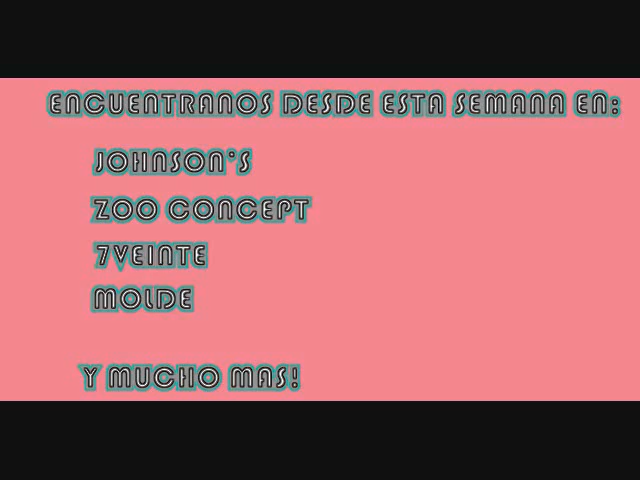 ENCUENTRANOS DESDE ESTA SEMANA EN:
JOHNSON'S
ZOO CONCEPT
7VEINTE
MOLDE
Y MUCHO MAS!